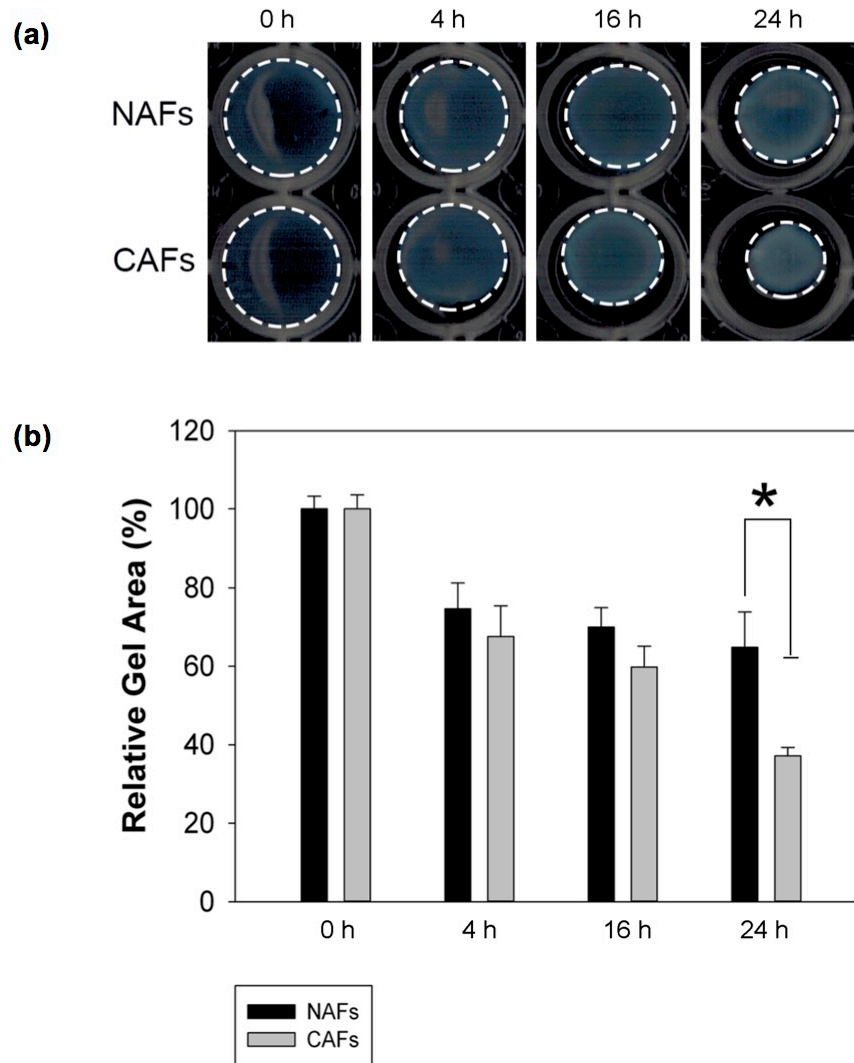 (a)
0 h 4 h 16 h 24 h
NAFs
CAFs
(b)
Relative Gel Area (%)
120
100
80
60
40
20
0
*
0 h 4 h 16 h 24 h
NAFs
CAFs